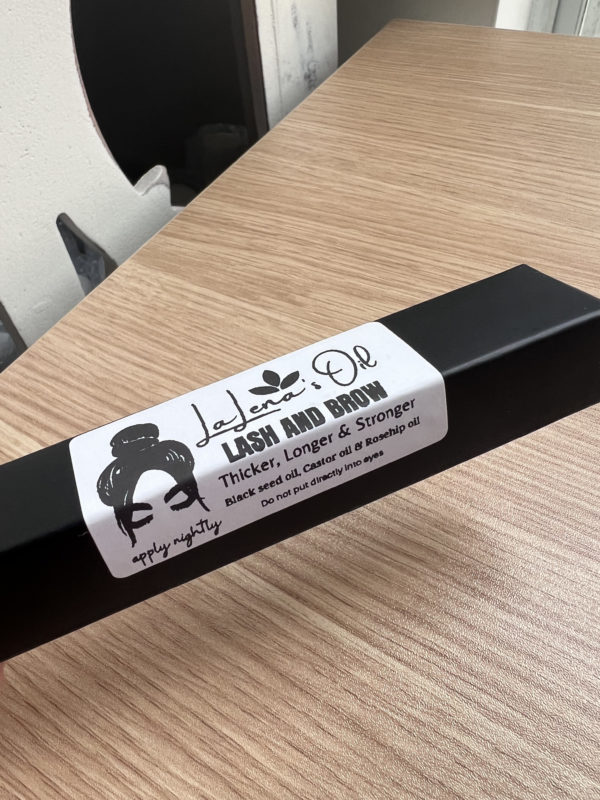 LaLena's Oil
LASH AND BROW
Thicker, Longer & Stronger
Black seed oil, Castor oil & Rosehip oil
Do not put directly into eyes
apply nightly